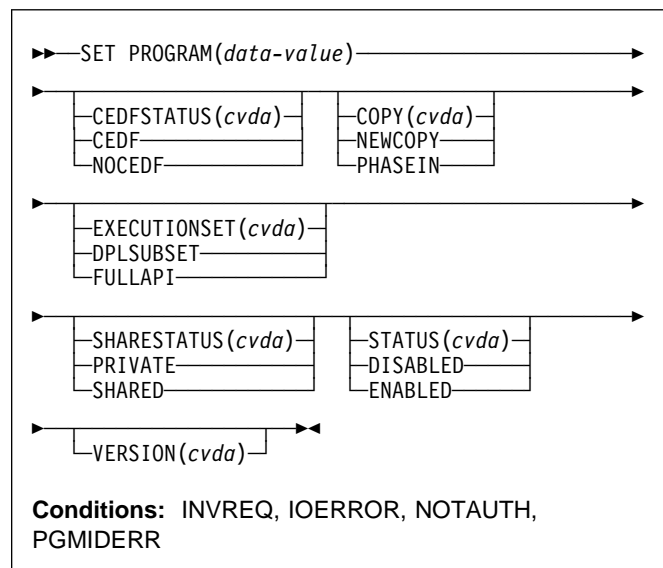 SET PROGRAM(data-value)
CEDFSTATUS(cvda) COPY(cvda)
CEDF NEWCOPY
NOCEDF PHASEIN
EXECUTIONSET(cvda)
DPLSUBSET
FULLAPI
SHARESTATUS(cvda) STATUS(cvda)
PRIVATE DISABLED
SHARED ENABLED
VERSION(cvda)
Conditions: INVREQ, IOERROR, NOTAUTH,
PGMIDERR